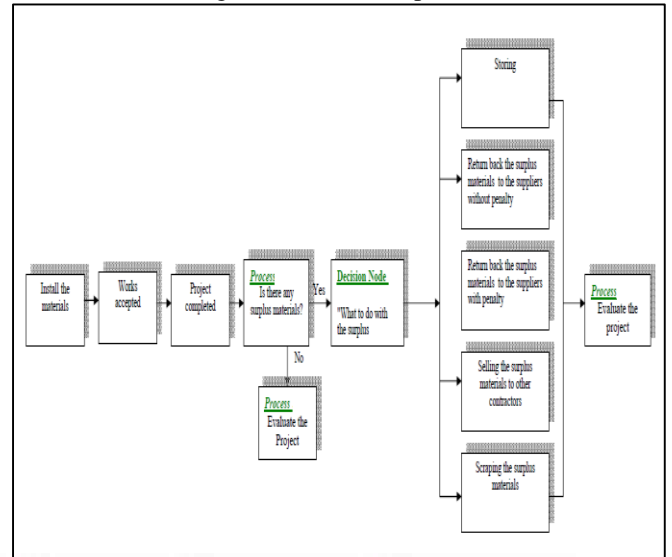 Storing
Return back the surplus
materials to the suppliers
without penalty
Return back the surplus
materials to the suppliers
with penalty
Selling the surplus
materials to other
contractors
Scraping the surplus
materials
Install the
materials
Works
accepted
Project
completed
Process
Is there any
surplus materials?
Yes
No
Decision Node
"What to do with
the surplus
Process
Evaluate the
Project
Process
Evaluate the
project